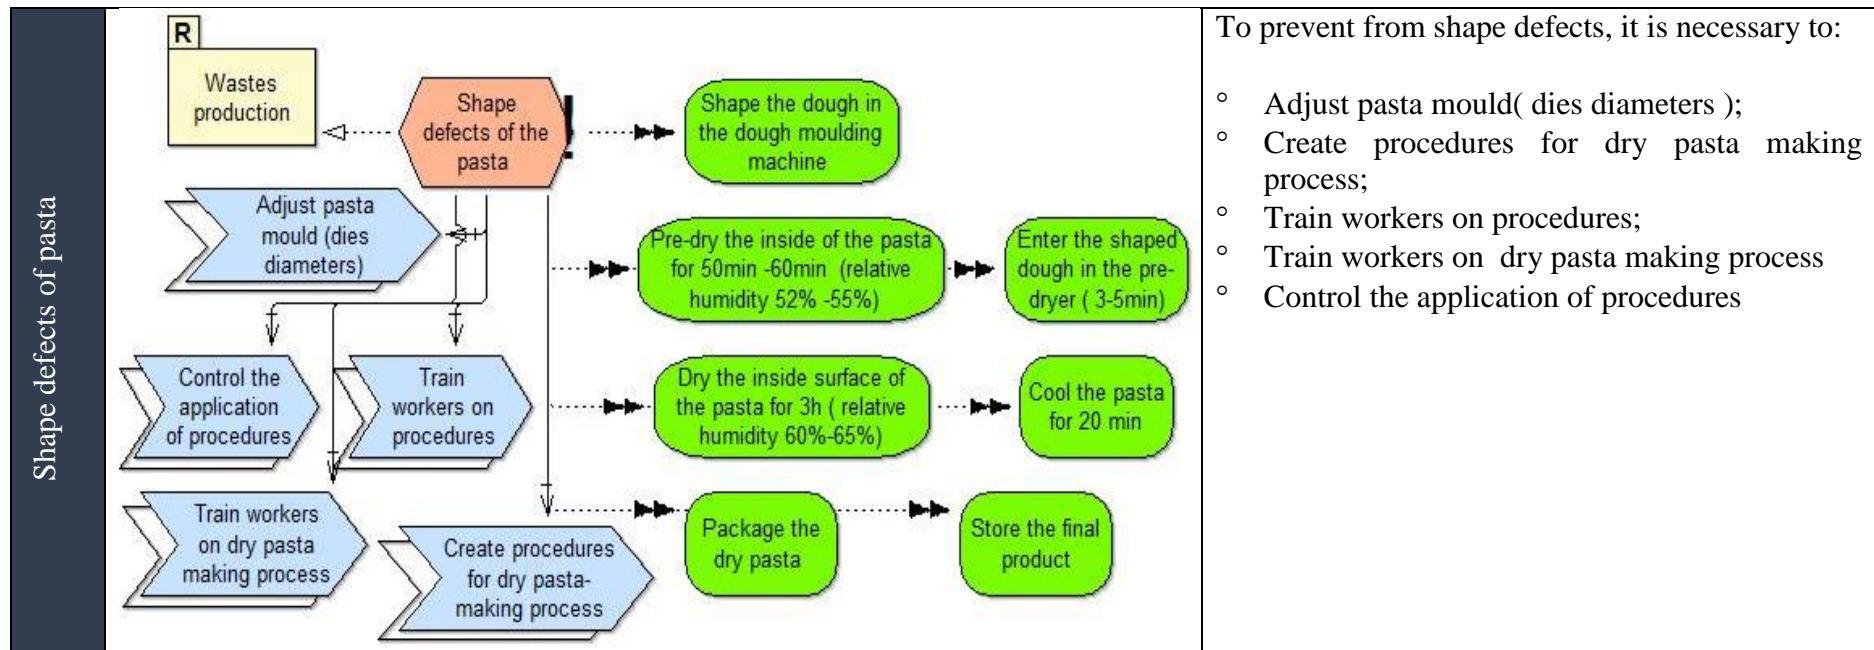 Shape defects of pasta
R
Wastes
production
Shape
defects of the
pasta
!
Shape the dough in
the dough moulding
machine
Adjust pasta
mould (dies
diameters)
Pre-dry the inside of the pasta
for 50min -60min (relative
humidity 52% -55%)
Enter the shaped
dough in the pre-
dryer ( 3-5min)
Control the
application
of procedures
Train
workers on
procedures
Dry the inside surface of
the pasta for 3h ( relative
humidity 60%-65%)
Cool the pasta
for 20 min
Train workers
on dry pasta
making process
Create procedures
for dry pasta-
making process
Package the
dry pasta
Store the final
product
To prevent from shape defects, it is necessary to:
° Adjust pasta mould( dies diameters );
° Create procedures for dry pasta making
process;
° Train workers on procedures;
° Train workers on dry pasta making process
° Control the application of procedures